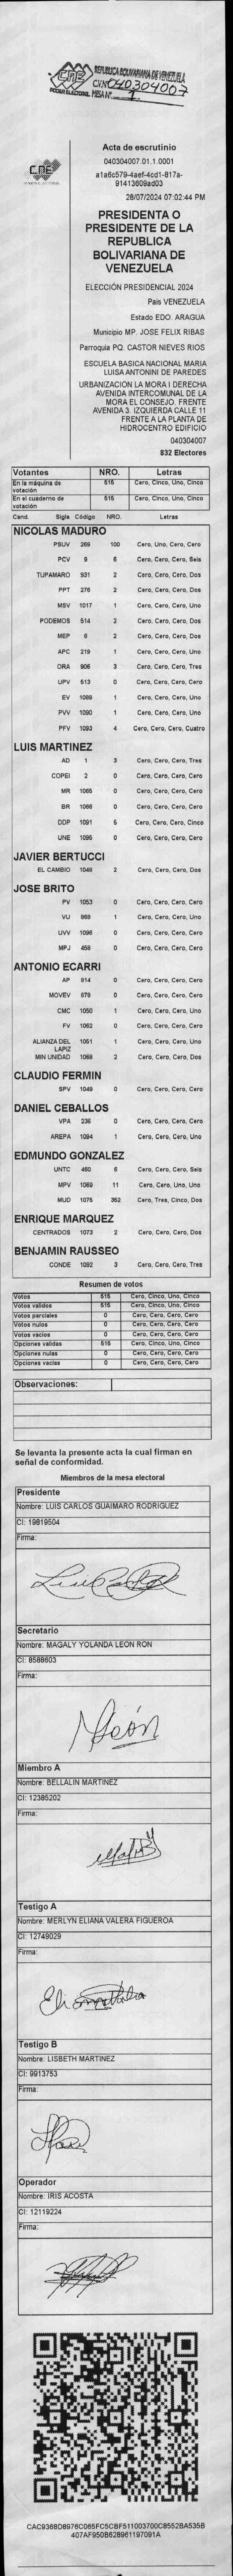 CNE
PODER ELECTORAL
REPUBLICA BOLIVARIANA DE VENEZUELA
C.V.N° 040304007
MESA N° 1
CNE
Acta de escrutinio
040304007.01.1.0001
a1a6c579-4aef-4cd1-817a-
91413609ad03
28/07/2024 07:02:44 PM
PRESIDENTA O
PRESIDENTE DE LA
REPUBLICA
BOLIVARIANA DE
VENEZUELA
ELECCIÓN PRESIDENCIAL 2024
País VENEZUELA
Estado EDO. ARAGUA
Municipio MP. JOSE FELIX RIBAS
Parroquia PQ. CASTOR NIEVES RIOS
ESCUELA BASICA NACIONAL MARIA
LUISA ANTONINI DE PAREDES
URBANIZACIÓN LA MORA I DERECHA
AVENIDA INTERCOMUNAL DE LA
MORA EL CONSEJO. FRENTE
AVENIDA 3. IZQUIERDA CALLE 11
FRENTE A LA PLANTA DE
HIDROCENTRO EDIFICIO
040304007
832 Electores
Votantes NRO. Letras
En la máquina de votación 515 Cero, Cinco, Uno, Cinco
En el cuaderno de votación 515 Cero, Cinco, Uno, Cinco
Cand. Sigla Código NRO. Letras
NICOLAS MADURO
PSUV 269 100 Cero, Uno, Cero, Cero
PCV 9 6 Cero, Cero, Cero, Seis
TUPAMARO 931 2 Cero, Cero, Cero, Dos
PPT 276 2 Cero, Cero, Cero, Dos
MSV 1017 1 Cero, Cero, Cero, Uno
PODEMOS 514 2 Cero, Cero, Cero, Dos
MEP 6 2 Cero, Cero, Cero, Dos
APC 219 1 Cero, Cero, Cero, Uno
ORA 906 3 Cero, Cero, Cero, Tres
UPV 513 0 Cero, Cero, Cero, Cero
EV 1089 1 Cero, Cero, Cero, Uno
PVV 1090 1 Cero, Cero, Cero, Uno
PFV 1093 4 Cero, Cero, Cero, Cuatro
LUIS MARTINEZ
AD 1 3 Cero, Cero, Cero, Tres
COPEI 2 0 Cero, Cero, Cero, Cero
MR 1065 0 Cero, Cero, Cero, Cero
BR 1066 0 Cero, Cero, Cero, Cero
DDP 1091 5 Cero, Cero, Cero, Cinco
UNE 1095 0 Cero, Cero, Cero, Cero
JAVIER BERTUCCI
EL CAMBIO 1048 2 Cero, Cero, Cero, Dos
JOSE BRITO
PV 1053 0 Cero, Cero, Cero, Cero
VU 868 1 Cero, Cero, Cero, Uno
UVV 1096 0 Cero, Cero, Cero, Cero
MPJ 458 0 Cero, Cero, Cero, Cero
ANTONIO ECARRI
AP 814 0 Cero, Cero, Cero, Cero
MOVEV 879 0 Cero, Cero, Cero, Cero
CMC 1050 1 Cero, Cero, Cero, Uno
FV 1062 0 Cero, Cero, Cero, Cero
ALIANZA DEL LAPIZ 1051 1 Cero, Cero, Cero, Uno
MIN UNIDAD 1068 2 Cero, Cero, Cero, Dos
CLAUDIO FERMIN
SPV 1049 0 Cero, Cero, Cero, Cero
DANIEL CEBALLOS
VPA 236 0 Cero, Cero, Cero, Cero
AREPA 1094 1 Cero, Cero, Cero, Uno
EDMUNDO GONZALEZ
UNTC 460 6 Cero, Cero, Cero, Seis
MPV 1069 11 Cero, Cero, Uno, Uno
MUD 1075 352 Cero, Tres, Cinco, Dos
ENRIQUE MARQUEZ
CENTRADOS 1073 2 Cero, Cero, Cero, Dos
BENJAMIN RAUSSEO
CONDE 1092 3 Cero, Cero, Cero, Tres
Resumen de votos
Votos 515 Cero, Cinco, Uno, Cinco
Votos válidos 515 Cero, Cinco, Uno, Cinco
Votos parciales 0 Cero, Cero, Cero, Cero
Votos nulos 0 Cero, Cero, Cero, Cero
Votos vacíos 0 Cero, Cero, Cero, Cero
Opciones válidas 515 Cero, Cinco, Uno, Cinco
Opciones nulas 0 Cero, Cero, Cero, Cero
Opciones vacías 0 Cero, Cero, Cero, Cero
Observaciones:
Se levanta la presente acta la cual firman en
señal de conformidad.
Miembros de la mesa electoral
Presidente
Nombre: LUIS CARLOS GUAIMARO RODRIGUEZ
CI: 19819504
Firma:
Secretario
Nombre: MAGALY YOLANDA LEON RON
CI: 8588603
Firma:
León
Miembro A
Nombre: BELLALIN MARTINEZ
CI: 12385202
Firma:
Testigo A
Nombre: MERLYN ELIANA VALERA FIGUEROA
CI: 12749029
Firma:
Testigo B
Nombre: LISBETH MARTINEZ
CI: 9913753
Firma:
Operador
Nombre: IRIS ACOSTA
CI: 12119224
Firma:
CAC9368D8976C065FC5CBF511003700C8552BA535B
407AF950B628961197091A